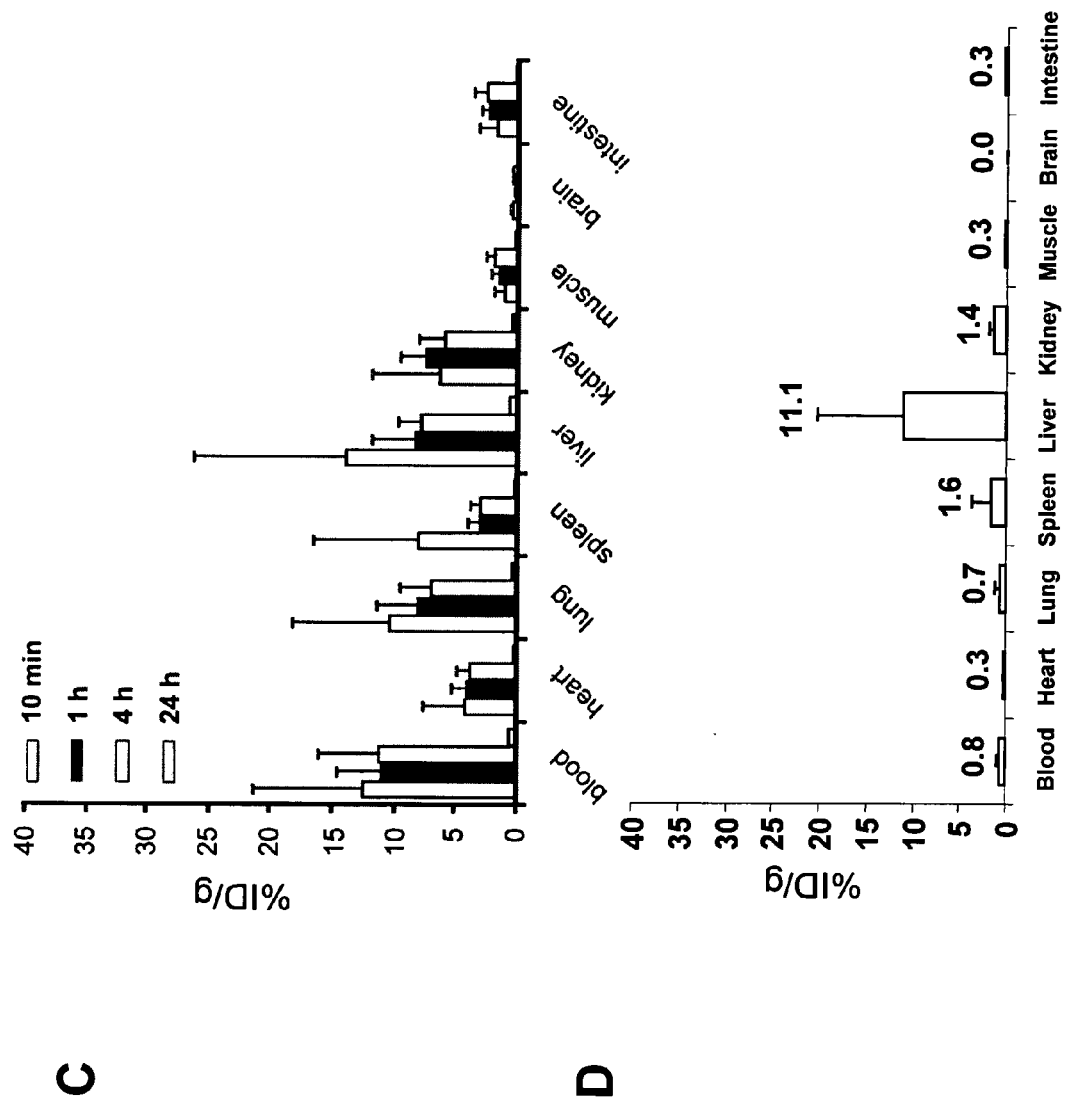 C
10 min
1 h
4 h
24 h
%ID/g
40
35
30
25
20
15
10
5
0
blood
heart
lung
spleen
liver
kidney
muscle
brain
intestine
D
%ID/g
40
35
30
25
20
15
10
5
0
0.8
0.3
0.7
1.6
11.1
1.4
0.3
0.0
0.3
Blood Heart Lung Spleen Liver Kidney Muscle Brain Intestine